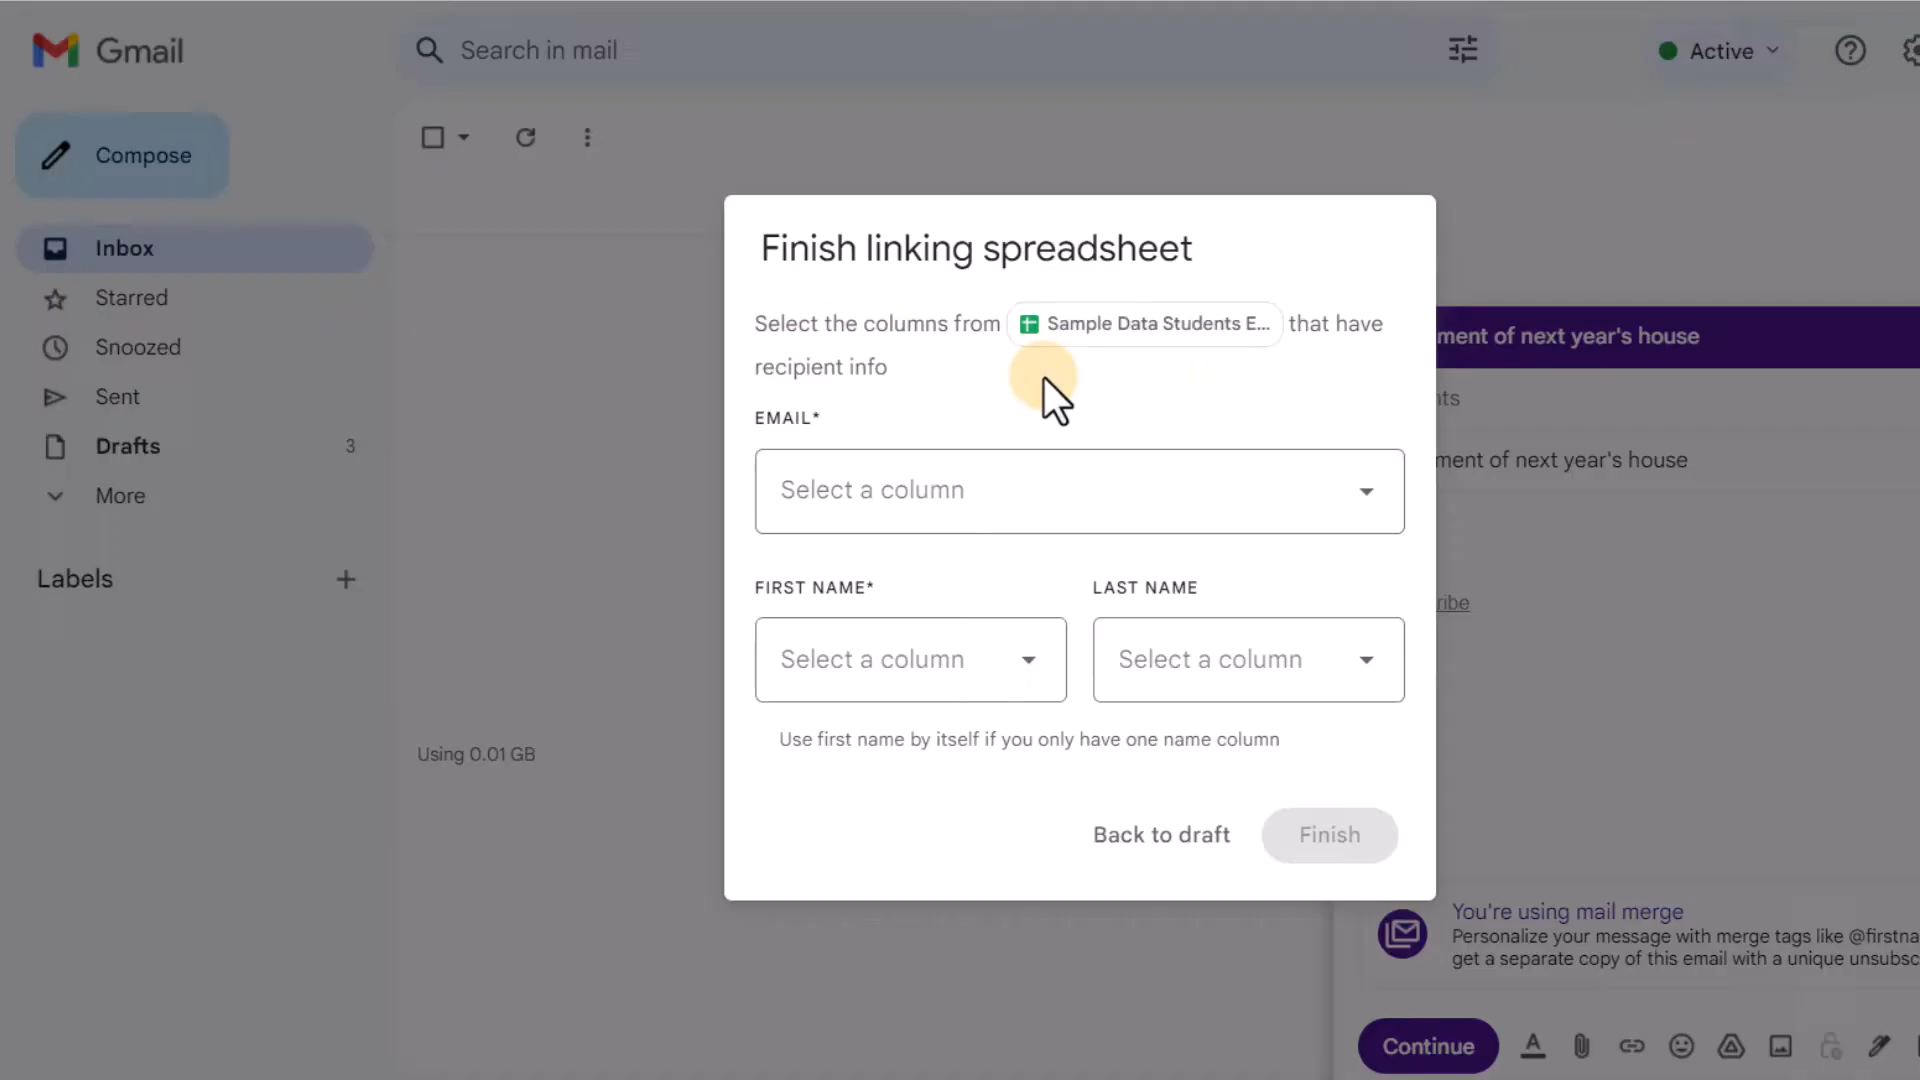 Gmail
Search in mail
Active
Compose
Inbox
Starred
Snoozed
Sent
Drafts 3
More
Labels
Using 0.01 GB
Finish linking spreadsheet
Select the columns from Sample Data Students E... that have
recipient info
EMAIL*
Select a column
FIRST NAME* LAST NAME
Select a column Select a column
Use first name by itself if you only have one name column
Back to draft Finish
ment of next year's house
nts
ment of next year's house
ribe
You're using mail merge
Personalize your message with merge tags like @firstna
get a separate copy of this email with a unique unsubsc
Continue